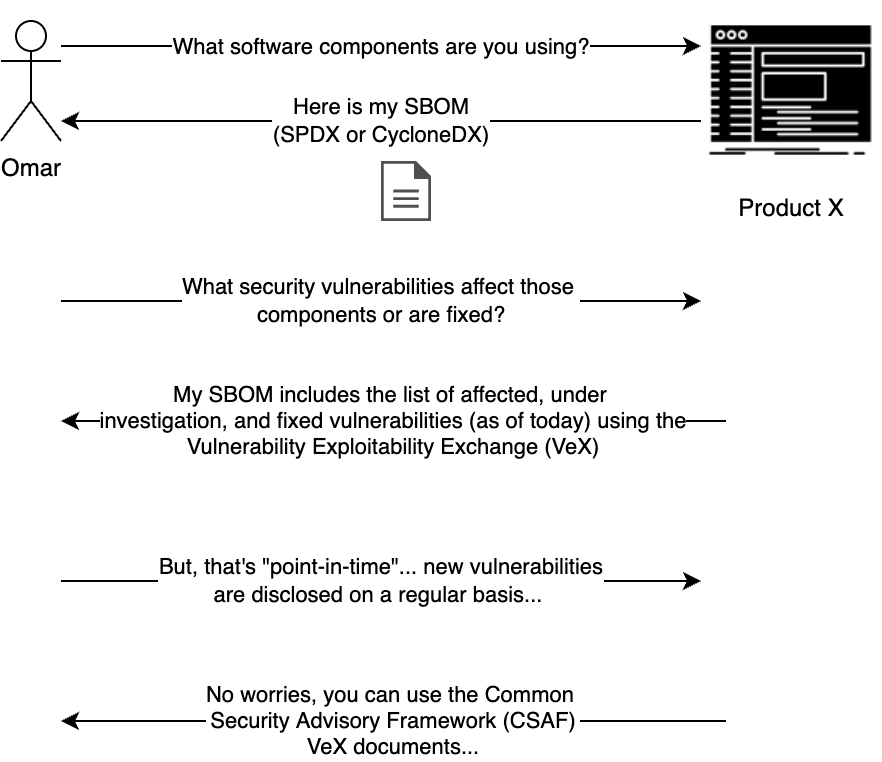 What software components are you using?
Here is my SBOM
(SPDX or CycloneDX)
Omar
Product X
What security vulnerabilities affect those
components or are fixed?
My SBOM includes the list of affected, under
investigation, and fixed vulnerabilities (as of today) using the
Vulnerability Exploitability Exchange (VeX)
But, that's "point-in-time"... new vulnerabilities
are disclosed on a regular basis...
No worries, you can use the Common
Security Advisory Framework (CSAF)
VeX documents...